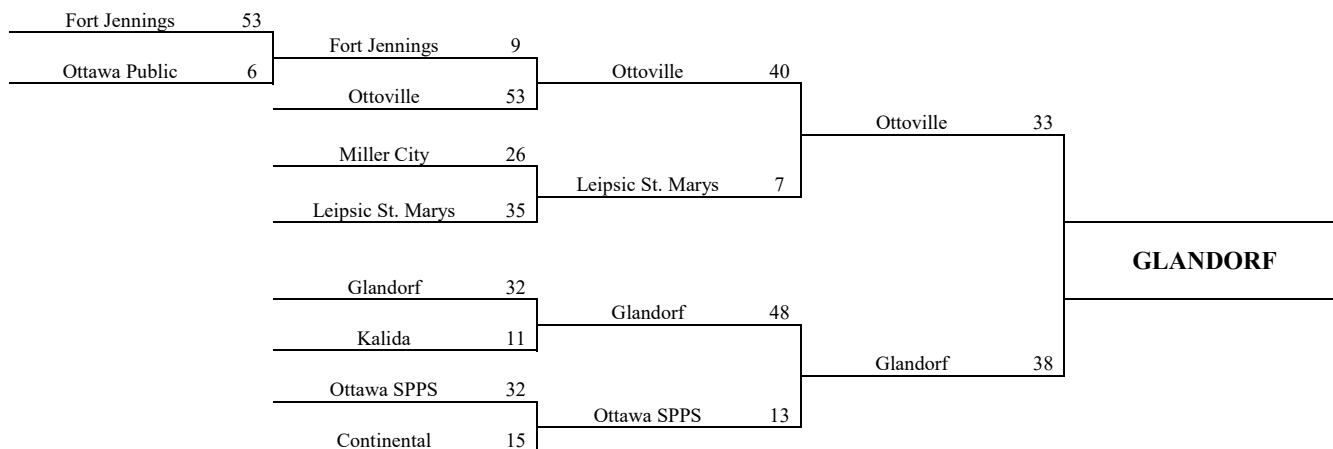 Fort Jennings 53
Fort Jennings 9
Ottawa Public 6
Ottoville 40
Ottoville 53
Ottoville 33
Miller City 26
Leipsic St. Marys 7
Leipsic St. Marys 35
GLANDORF
Glandorf 32
Glandorf 48
Kalida 11
Glandorf 38
Ottawa SPPS 32
Ottawa SPPS 13
Continental 15